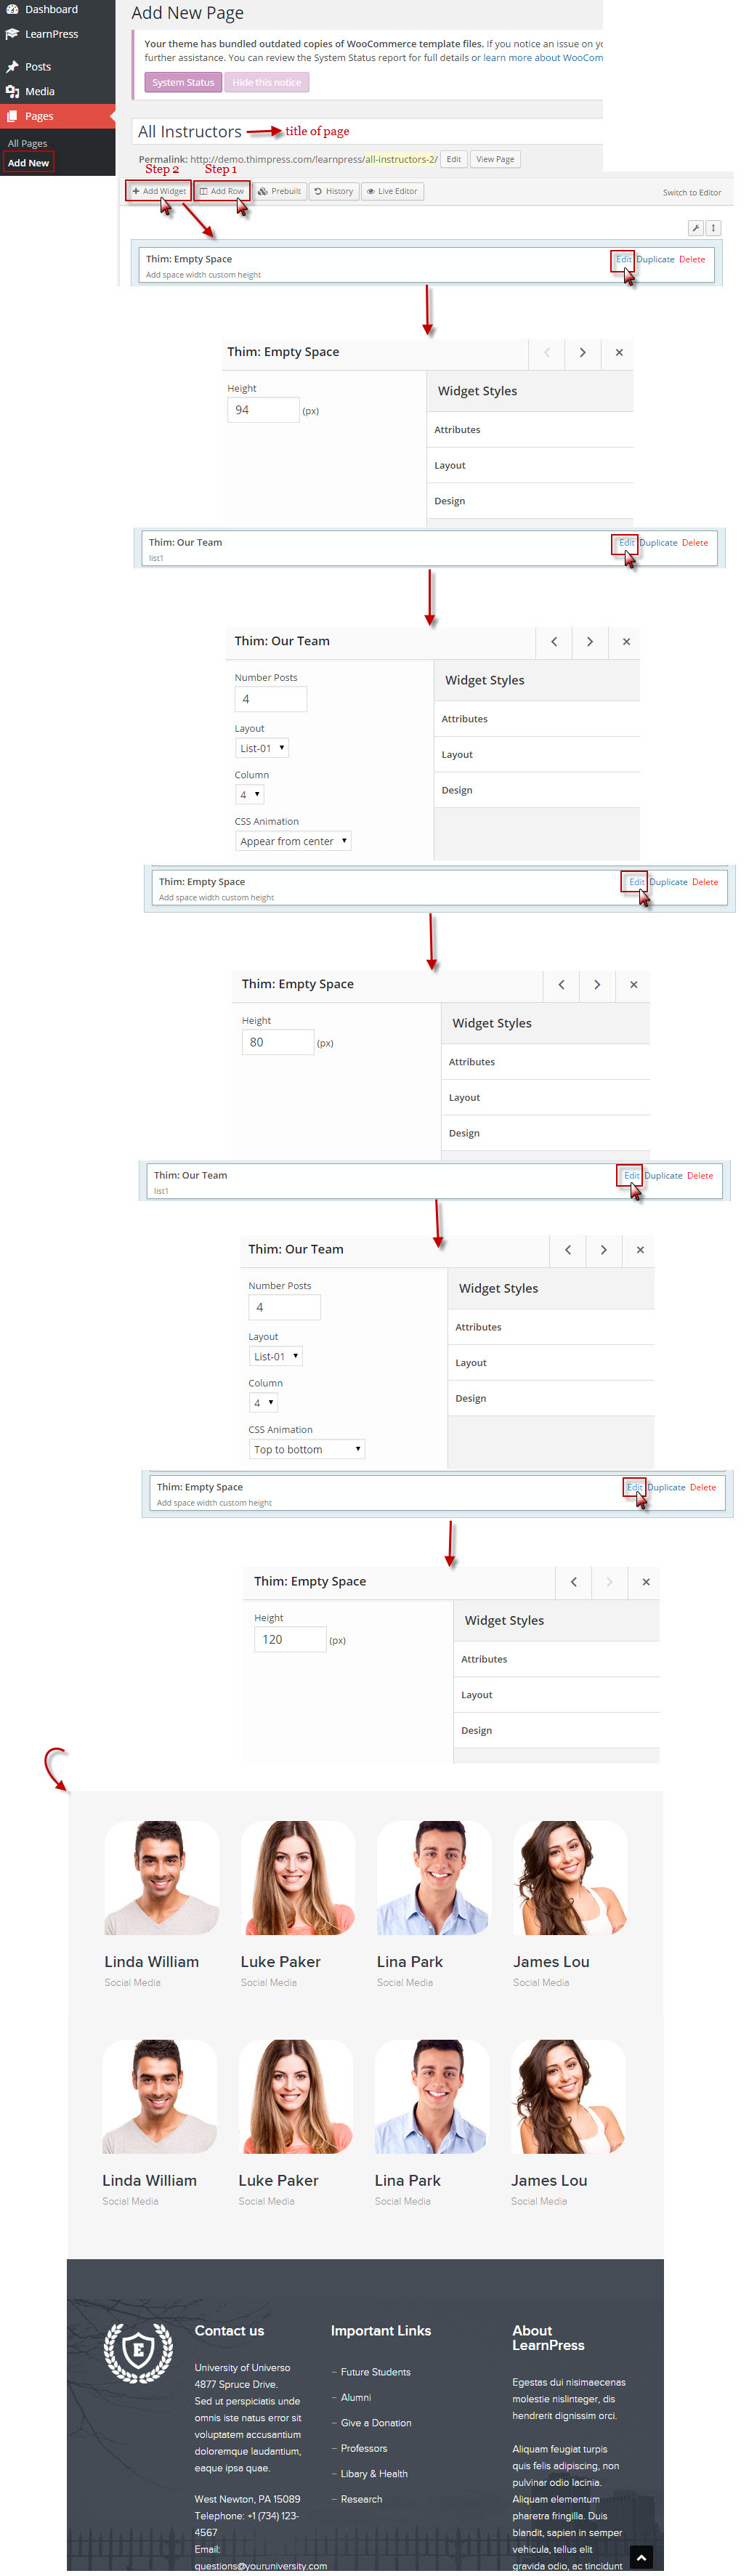 Dashboard
LearnPress
Posts
Media
Pages
All Pages
Add New
Add New Page
Your theme has bundled outdated copies of WooCommerce template files. If you notice an issue on
further assistance. You can review the System Status report for full details or learn more about WooCom
System Status
Hide this notice
All Instructors
title of page
Permalink: http://demo.thimpress.com/learnpress/all-instructors-2/
Edit
View Page
Step 2
Step 1
Add Widget
Add Row
Prebuilt
History
Live Editor
Switch to Editor
Thim: Empty Space
Edit Duplicate Delete
Add space width custom height
Thim: Empty Space
Height
94 (px)
Widget Styles
Attributes
Layout
Design
Thim: Our Team
Edit Duplicate Delete
list1
Thim: Our Team
Number Posts
4
Layout
List-01
Column
4
CSS Animation
Appear from center
Widget Styles
Attributes
Layout
Design
Thim: Empty Space
Edit Duplicate Delete
Add space width custom height
Thim: Empty Space
Height
80 (px)
Widget Styles
Attributes
Layout
Design
Thim: Our Team
Edit Duplicate Delete
list1
Thim: Our Team
Number Posts
4
Layout
List-01
Column
4
CSS Animation
Top to bottom
Widget Styles
Attributes
Layout
Design
Thim: Empty Space
Edit Duplicate Delete
Add space width custom height
Thim: Empty Space
Height
120 (px)
Widget Styles
Attributes
Layout
Design
Linda William
Social Media
Luke Paker
Social Media
Lina Park
Social Media
James Lou
Social Media
Linda William
Social Media
Luke Paker
Social Media
Lina Park
Social Media
James Lou
Social Media
E
Contact us
University of Universo
4877 Spruce Drive.
Sed ut perspiciatis unde
omnis iste natus error sit
voluptatem accusantium
doloremque laudantium,
eaque ipsa quae.
West Newton, PA 15089
Telephone: +1 (734) 123-
4567
Email:
questions@youruniversity.com
Important Links
– Future Students
– Alumni
– Give a Donation
– Professors
– Libary & Health
– Research
About
LearnPress
Egestas dui nisimaecenas
molestie nislinteger, dis
hendrerit dignissim orci.
Aliquam feugiat turpis
quis felis adipiscing, non
pulvinar odio lacinia.
Aliquam elementum
pharetra fringilla. Duis
blandit, sapien in semper
vehicula, tellus elit
gravida odio, ac tincidunt